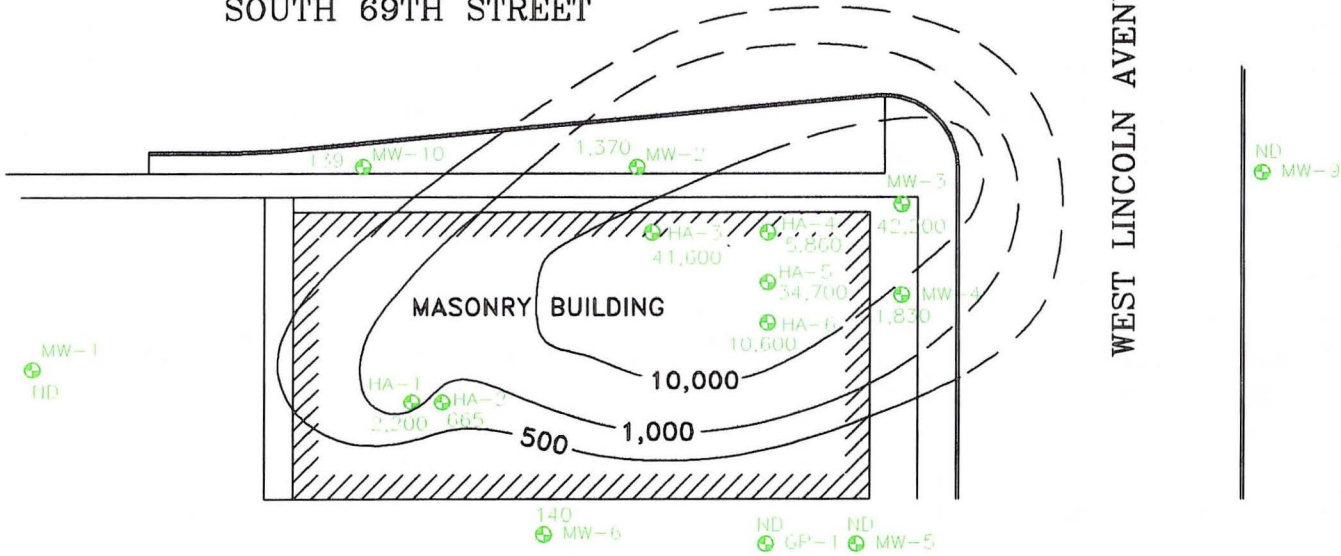 SOUTH 69TH STREET
WEST LINCOLN AVEN
139
MW-10
1,370
MW-2
MW-3
42,200
ND
MW-9
HA-3
41,600
HA-4
5,860
HA-5
34,700
MW-4
1,830
HA-6
10,600
MASONRY BUILDING
MW-1
ND
HA-1
2,200
HA-2
665
10,000
1,000
500
140
MW-6
ND
GP-1
ND
MW-5